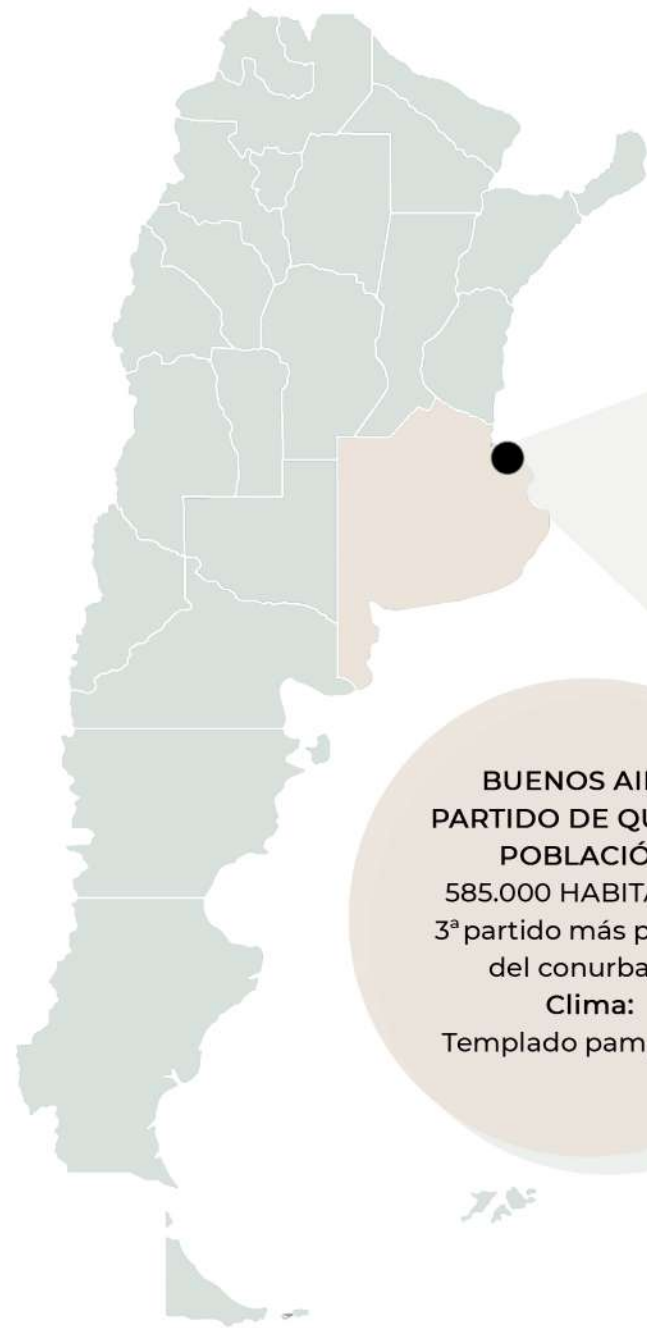 BUENOS AI
PARTIDO DE QU
POBLACIÓ
585.000 HABITA
3ª partido más p
del conurba
Clima:
Templado pam